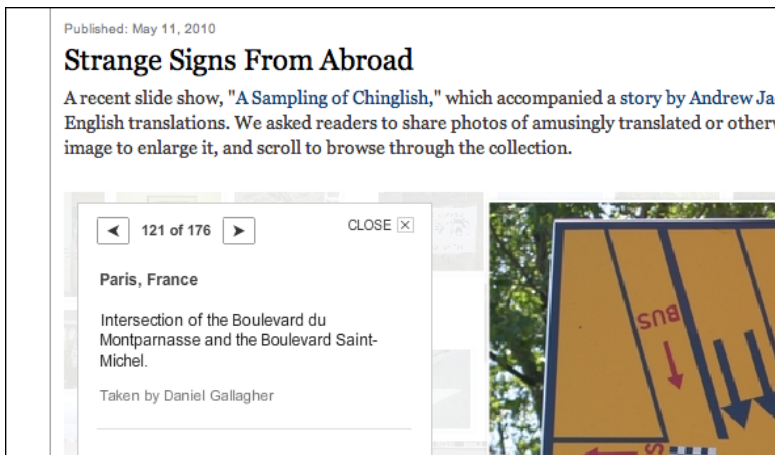 Published: May 11, 2010
Strange Signs From Abroad
A recent slide show, "A Sampling of Chinglish," which accompanied a story by Andrew
English translations. We asked readers to share photos of amusingly translated or
image to enlarge it, and scroll to browse through the collection.
121 of 176
CLOSE
Paris, France
Intersection of the Boulevard du
Montparnasse and the Boulevard Saint-
Michel.
Taken by Daniel Gallagher
BUS